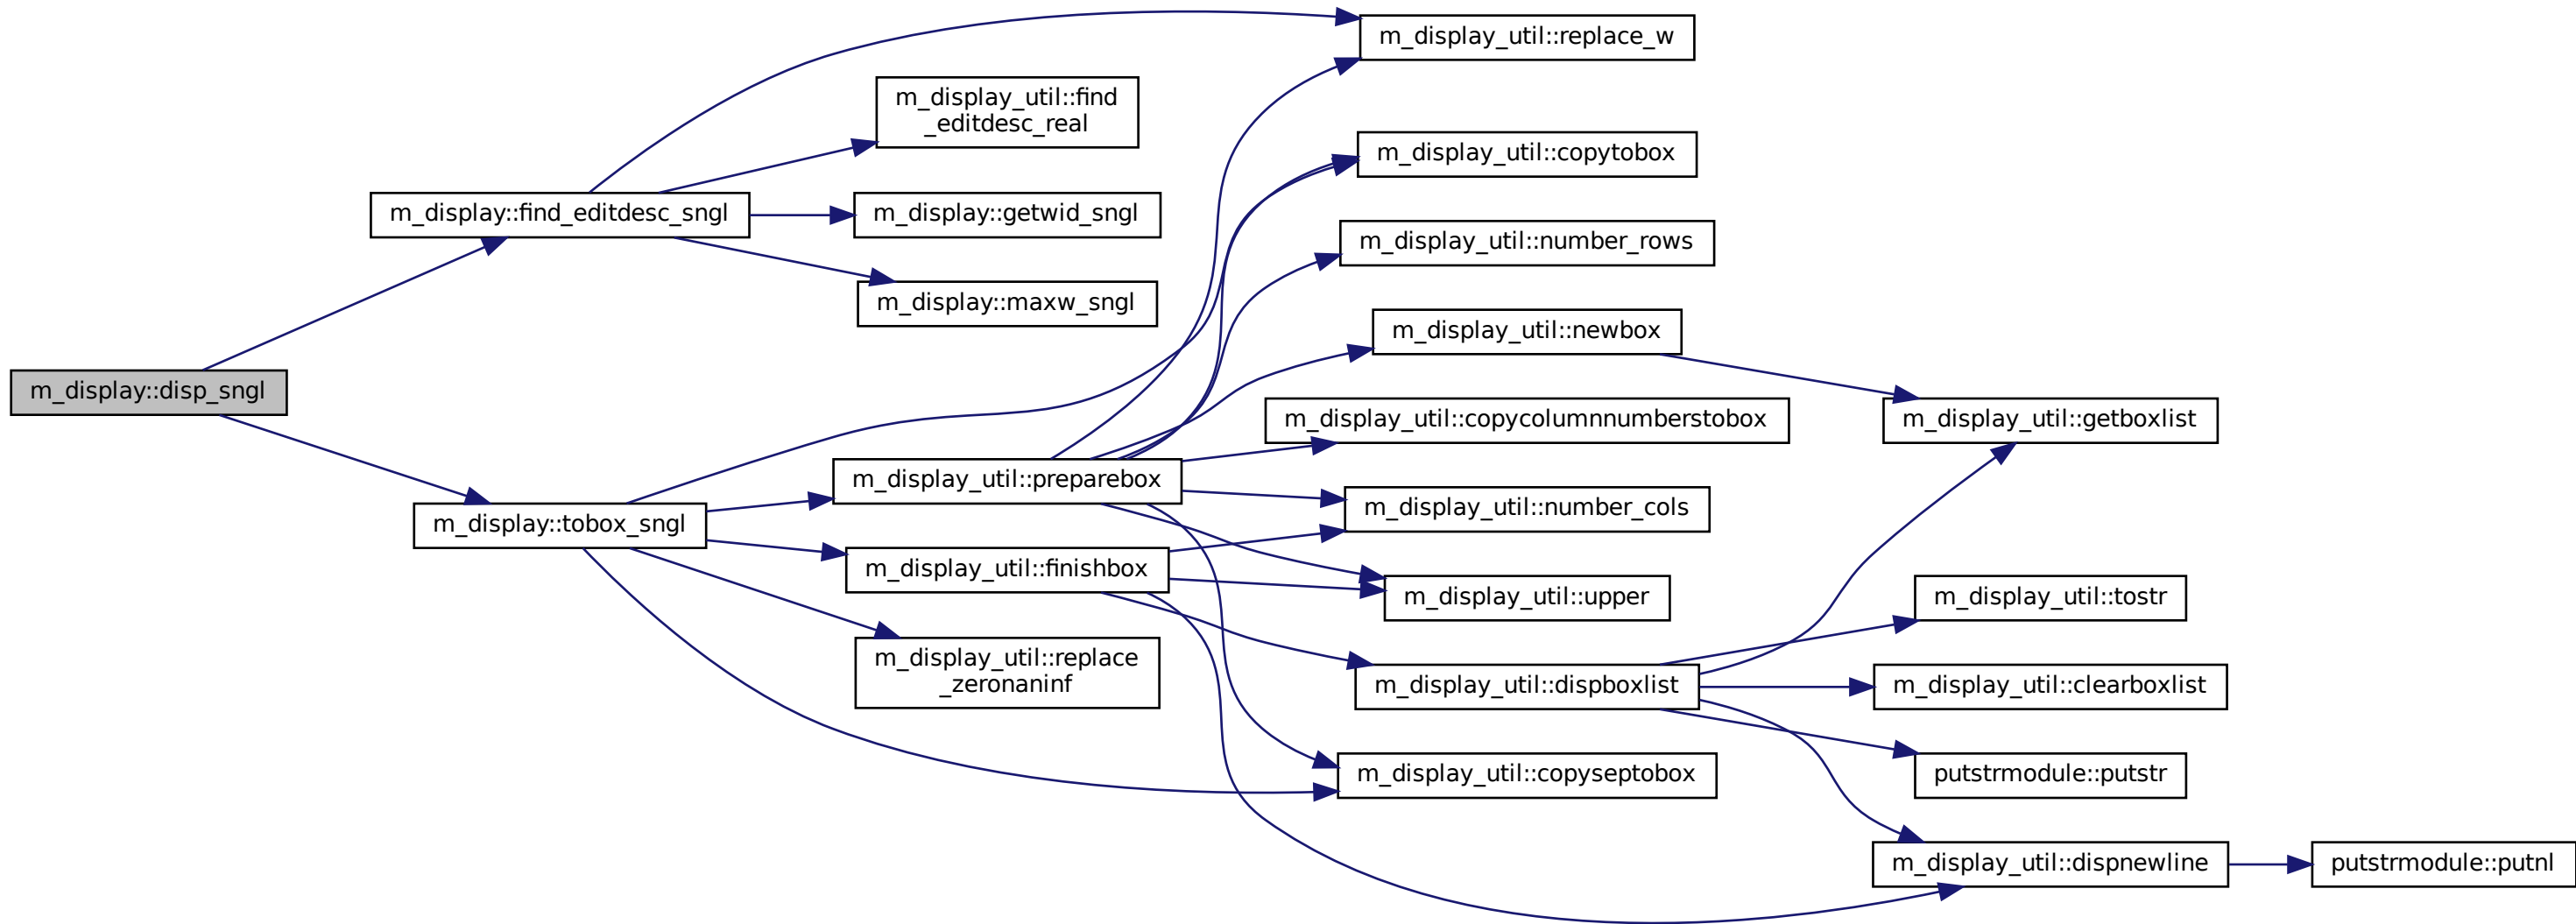 m_display_util::replace_w
m_display_util::find
_editdesc_real
m_display_util::copytobox
m_display::find_editdesc_sngl
m_display::getwid_sngl
m_display_util::number_rows
m_display::maxw_sngl
m_display_util::newbox
m_display::disp_sngl
m_display_util::copycolumnnumberstobox
m_display_util::getboxlist
m_display_util::preparebox
m_display_util::number_cols
m_display::tobox_sngl
m_display_util::finishbox
m_display_util::upper
m_display_util::tostr
m_display_util::replace
_zeronaninf
m_display_util::dispboxlist
m_display_util::clearboxlist
m_display_util::copyseptobox
putstrmodule::putstr
m_display_util::dispnewline
putstrmodule::putnl